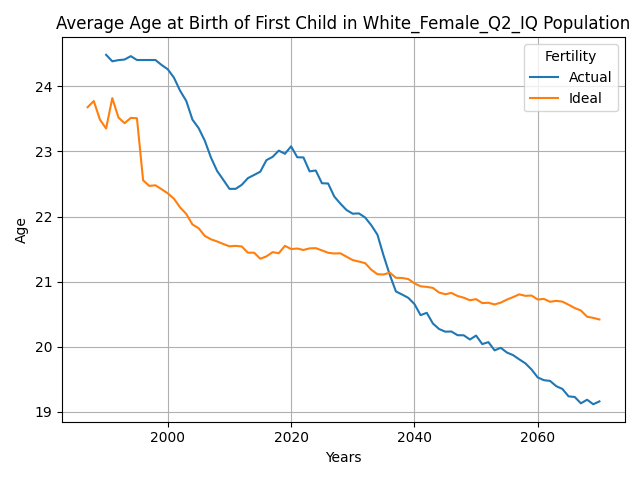 Average Age at Birth of First Child in White_Female_Q2_IQ Population
Fertility
Actual
Ideal
24
23
22
21
20
19
Age
2000
2020
2040
2060
Years